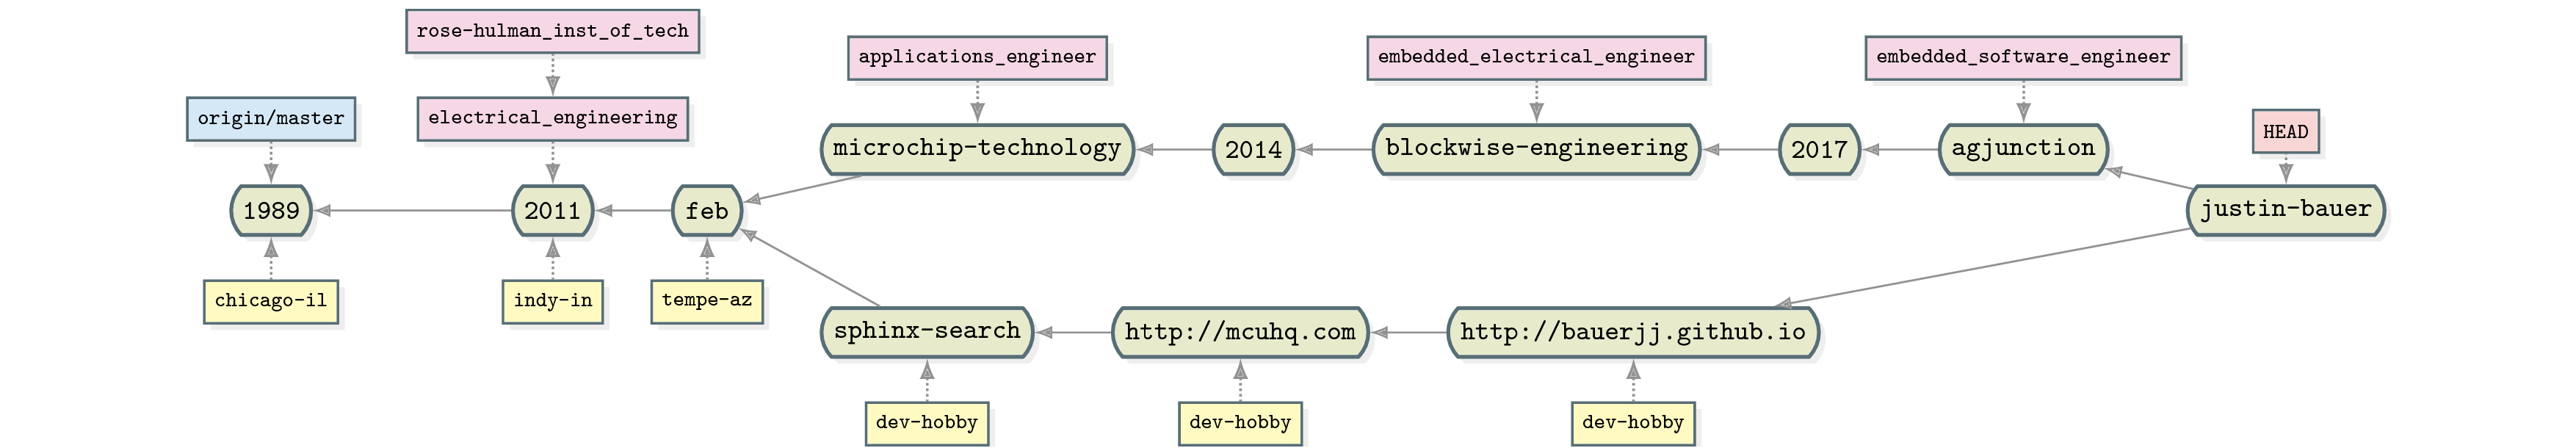 rose-hulman_inst_of_tech
applications_engineer
embedded_electrical_engineer
embedded_software_engineer
origin/master
electrical_engineering
HEAD
microchip-technology
2014
blockwise-engineering
2017
agjunction
1989
2011
feb
justin-bauer
chicago-il
indy-in
tempe-az
sphinx-search
http://mcuhq.com
http://bauerjj.github.io
dev-hobby
dev-hobby
dev-hobby